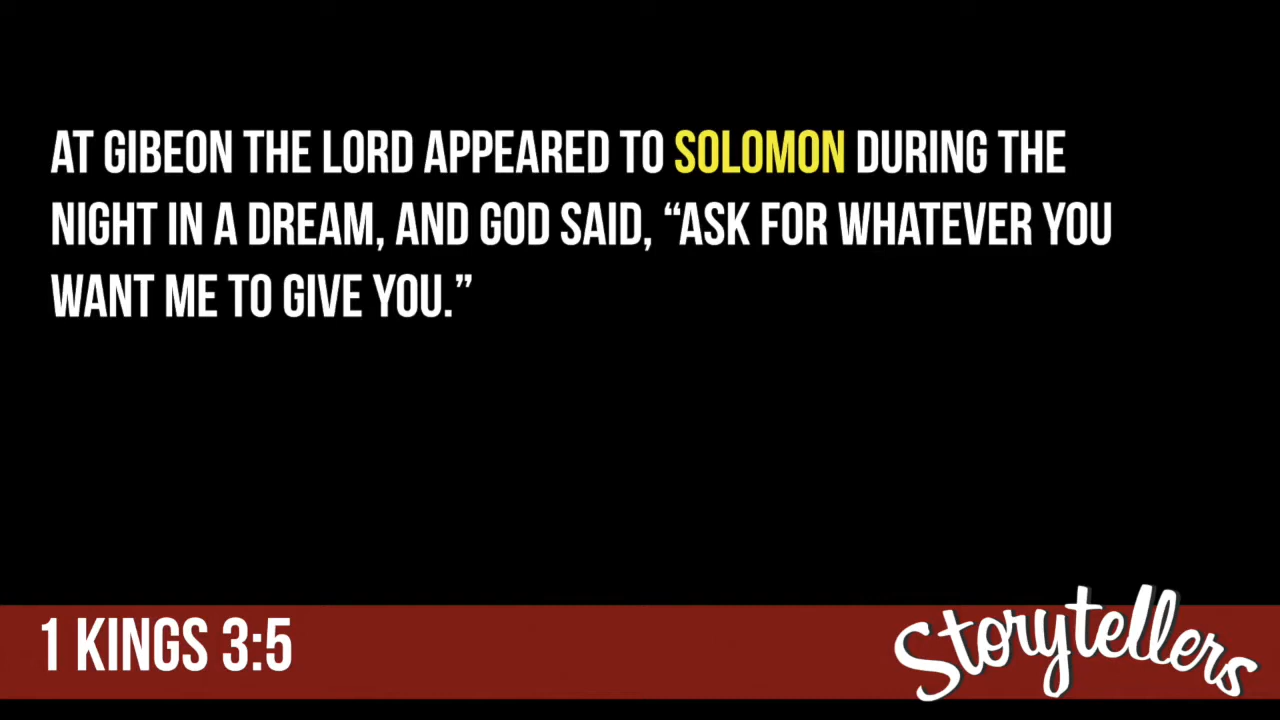 AT GIBEON THE LORD APPEARED TO SOLOMON DURING THE
NIGHT IN A DREAM, AND GOD SAID, “ASK FOR WHATEVER YOU
WANT ME TO GIVE YOU.”
1 KINGS 3:5
Storytellers